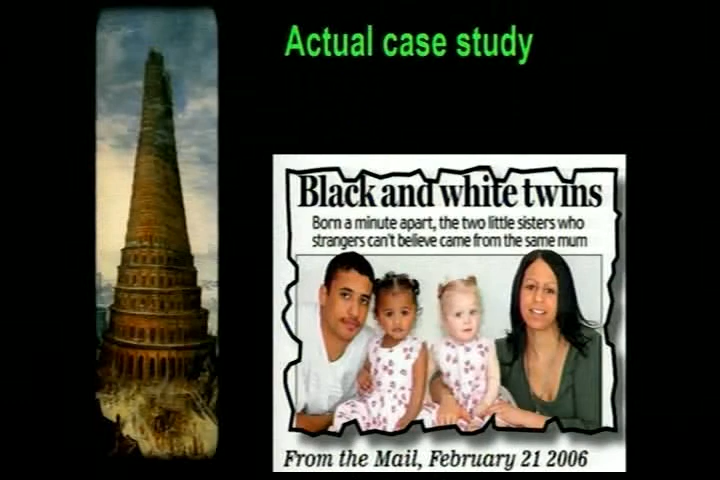 Actual case study
Black and white twins
Born a minute apart, the two little sisters who
strangers can't believe came from the same mum
From the Mail, February 21 2006